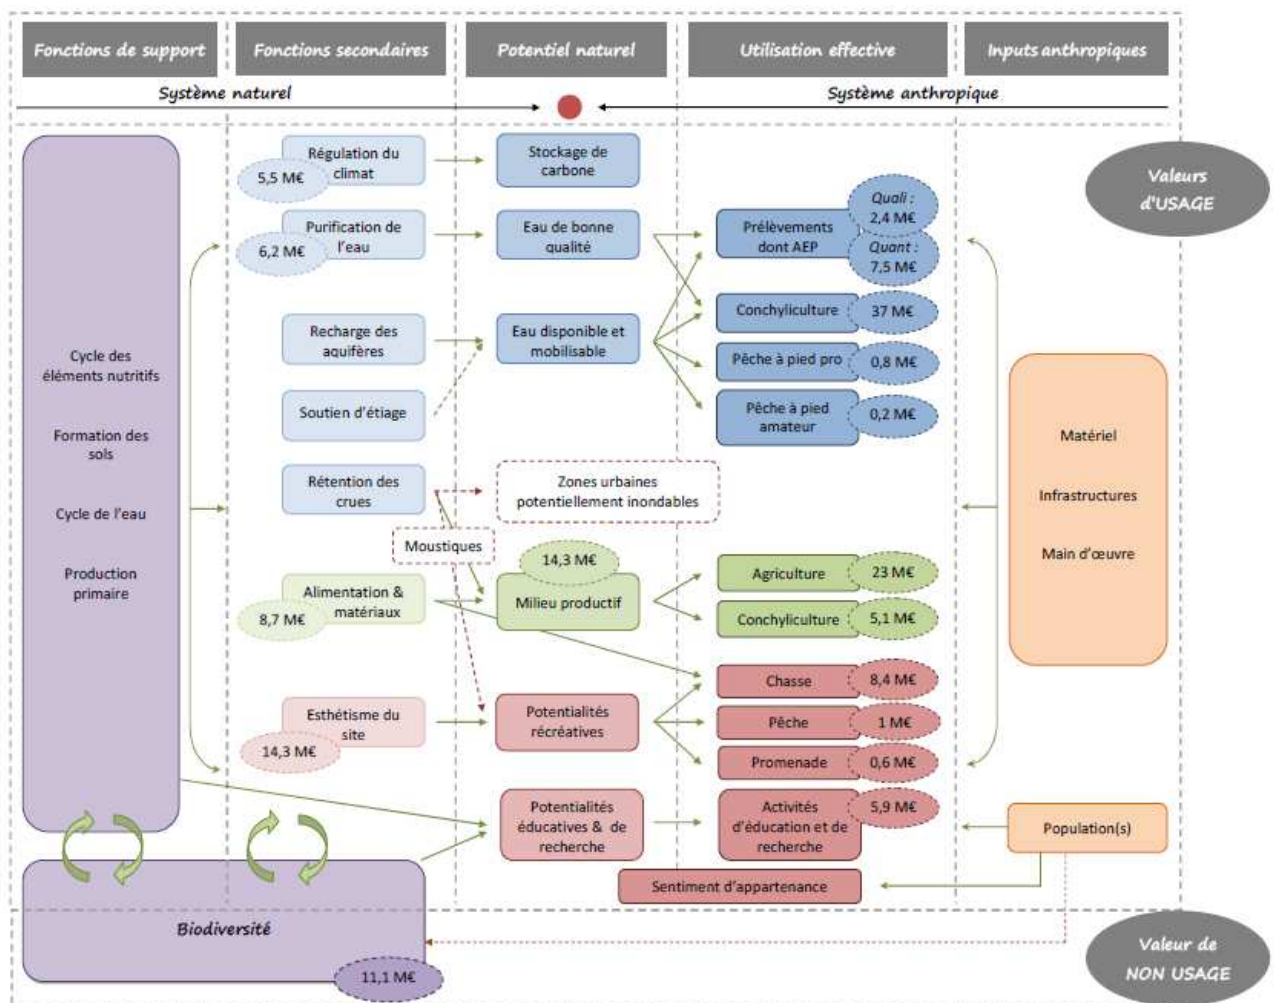 Fonctions de support
Fonctions secondaires
Potentiel naturel
Utilisation effective
Inputs anthropiques
Système naturel
Système anthropique
Valeurs
d'USAGE
Cycle des
éléments nutritifs
Formation des
sols
Cycle de l'eau
Production
primaire
Régulation du
climat
5,5 M€
Purification de
l'eau
6,2 M€
Recharge des
aquifères
Soutien d'étiage
Rétention des
crues
Moustiques
Alimentation &
matériaux
8,7 M€
Esthétisme du
site
14,3 M€
Stockage de
carbone
Eau de bonne
qualité
Eau disponible et
mobilisable
Zones urbaines
potentiellement inondables
14,3 M€
Milieu productif
Potentialités
récréatives
Potentialités
éducatives & de
recherche
Prélèvements
dont AEP
Quali :
2,4 M€
Quant :
7,5 M€
Conchyliculture
37 M€
Pêche à pied pro
0,8 M€
Pêche à pied
amateur
0,2 M€
Agriculture
23 M€
Conchyliculture
5,1 M€
Chasse
8,4 M€
Pêche
1 M€
Promenade
0,6 M€
Activités
d'éducation et de
recherche
5,9 M€
Sentiment d'appartenance
Matériel
Infrastructures
Main d'œuvre
Population(s)
Biodiversité
11,1 M€
Valeur de
NON USAGE